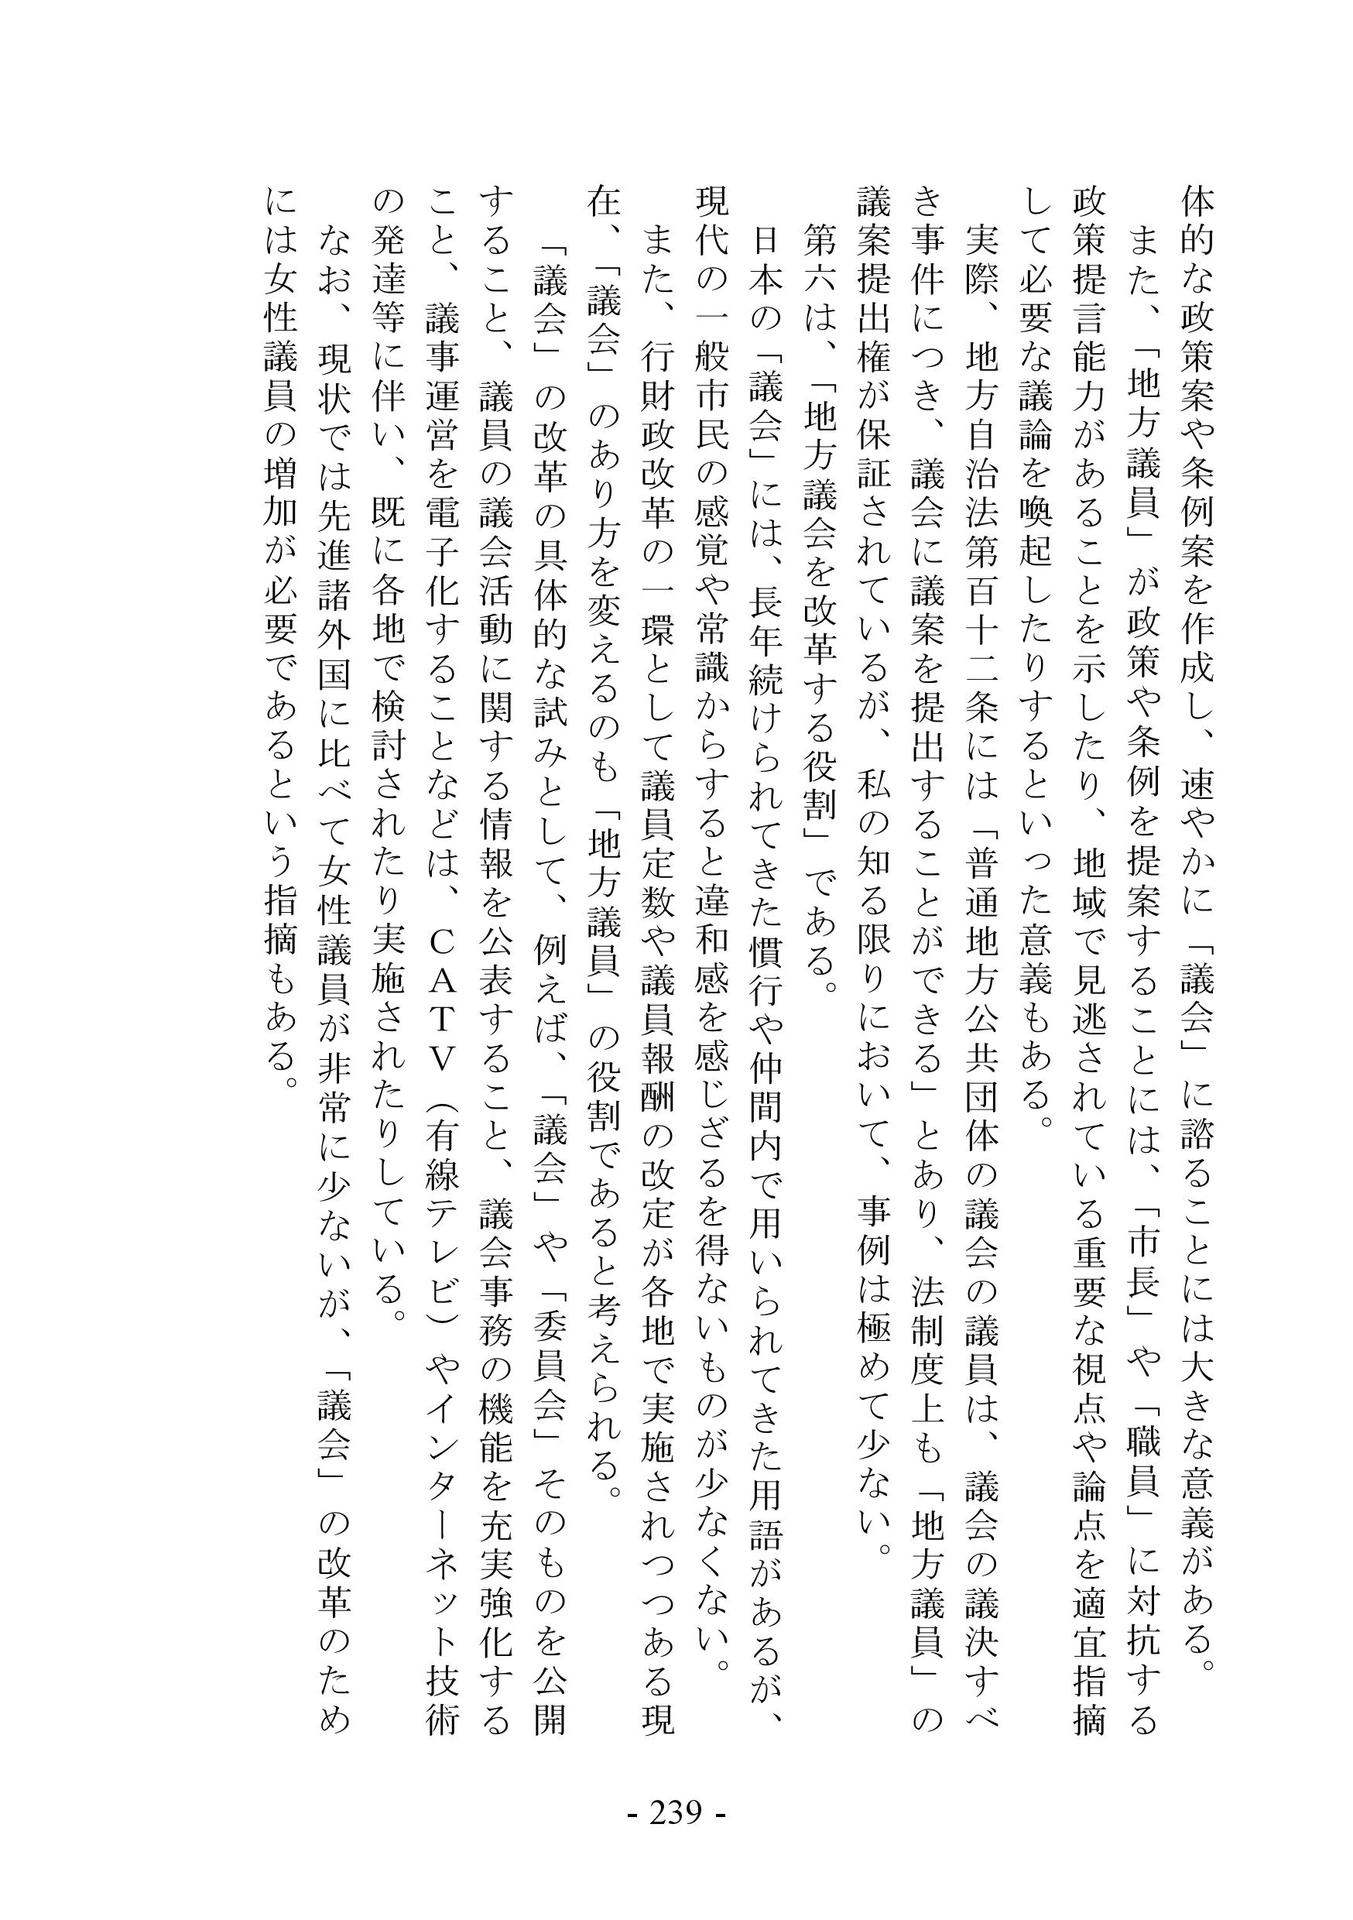 体的な政策案や条例案を作成し、速やかに「議会」に諮ることには大きな意義がある。
また、「地方議員」が政策や条例を提案することには、「市長」や「職員」に対抗する
政策提言能力があることを示したり、地域で見逃されている重要な視点や論点を適宜指摘
して必要な議論を喚起したりするといった意義もある。
実際、地方自治法第百十二条には「普通地方公共団体の議会の議員は、議会の議決すべ
き事件につき、議会に議案を提出することができる」とあり、法制度上も「地方議員」の
議案提出権が保証されているが、私の知る限りにおいて、事例は極めて少ない。
第六は、「地方議会を改革する役割」である。
日本の「議会」には、長年続けられてきた慣行や仲間内で用いられてきた用語があるが、
現代の一般市民の感覚や常識からすると違和感を感じざるを得ないものが少なくない。
また、行財政改革の一環として議員定数や議員報酬の改定が各地で実施されつつある現
在、「議会」のあり方を変えるのも「地方議員」の役割であると考えられる。
「議会」の改革の具体的な試みとして、例えば、「議会」や「委員会」そのものを公開
すること、議員の議会活動に関する情報を公表すること、議会事務の機能を充実強化する
こと、議事運営を電子化することなどは、ＣＡＴＶ（有線テレビ）やインターネット技術
の発達等に伴い、既に各地で検討されたり実施されたりしている。
なお、現状では先進諸外国に比べて女性議員が非常に少ないが、「議会」の改革のため
には女性議員の増加が必要であるという指摘もある。
- 239 -